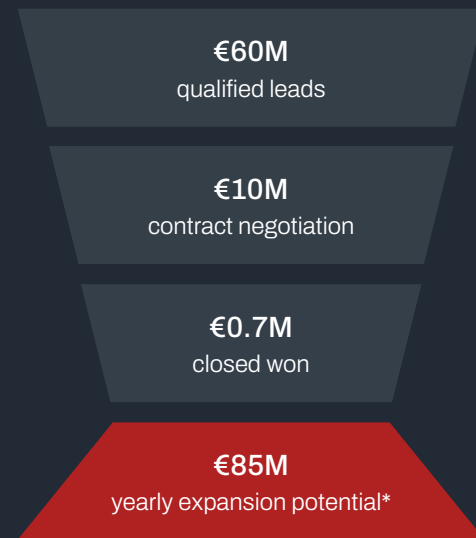 €60M
qualified leads
€10M
contract negotiation
€0.7M
closed won
€85M
yearly expansion potential*